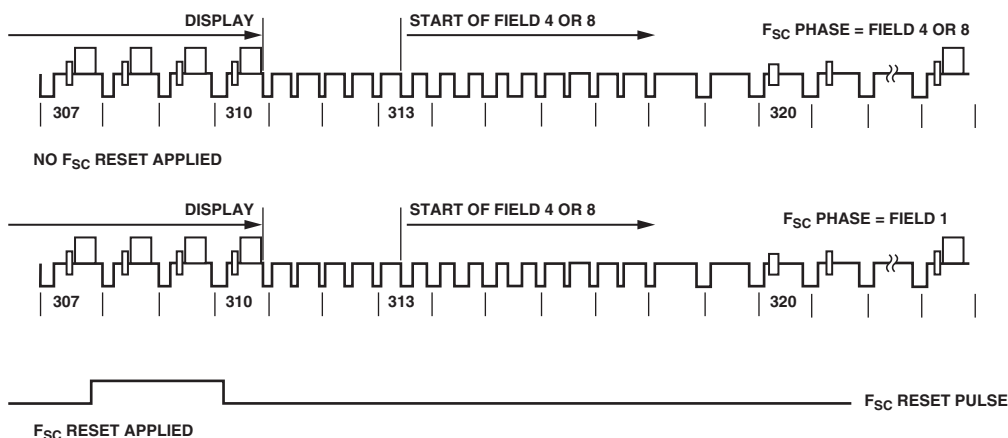 DISPLAY START OF FIELD 4 OR 8 FSC PHASE = FIELD 4 OR 8
307 310 313 320
NO FSC RESET APPLIED
DISPLAY START OF FIELD 4 OR 8 FSC PHASE = FIELD 1
307 310 313 320
FSC RESET PULSE
FSC RESET APPLIED